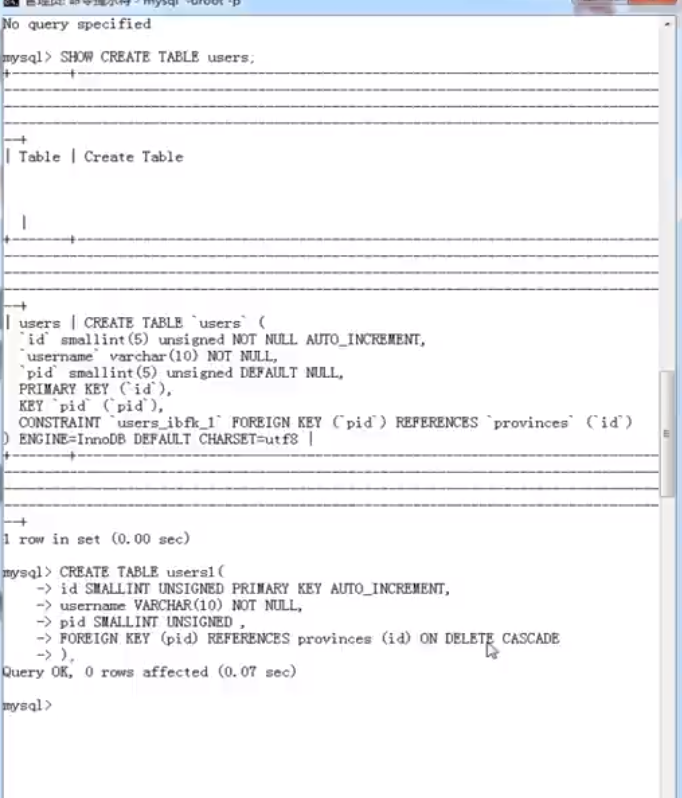 管理员: 命令提示符 - mysql -uroot -p
No query specified
mysql> SHOW CREATE TABLE users;
| Table | Create Table
|
| users | CREATE TABLE `users` (
`id` smallint(5) unsigned NOT NULL AUTO_INCREMENT,
`username` varchar(10) NOT NULL,
`pid` smallint(5) unsigned DEFAULT NULL,
PRIMARY KEY (`id`),
KEY `pid` (`pid`),
CONSTRAINT `users_ibfk_1` FOREIGN KEY (`pid`) REFERENCES `provinces` (`id`)
) ENGINE=InnoDB DEFAULT CHARSET=utf8 |
1 row in set (0.00 sec)
mysql> CREATE TABLE users1(
-> id SMALLINT UNSIGNED PRIMARY KEY AUTO_INCREMENT,
-> username VARCHAR(10) NOT NULL,
-> pid SMALLINT UNSIGNED ,
-> FOREIGN KEY (pid) REFERENCES provinces (id) ON DELETE CASCADE
-> );
Query OK, 0 rows affected (0.07 sec)
mysql>